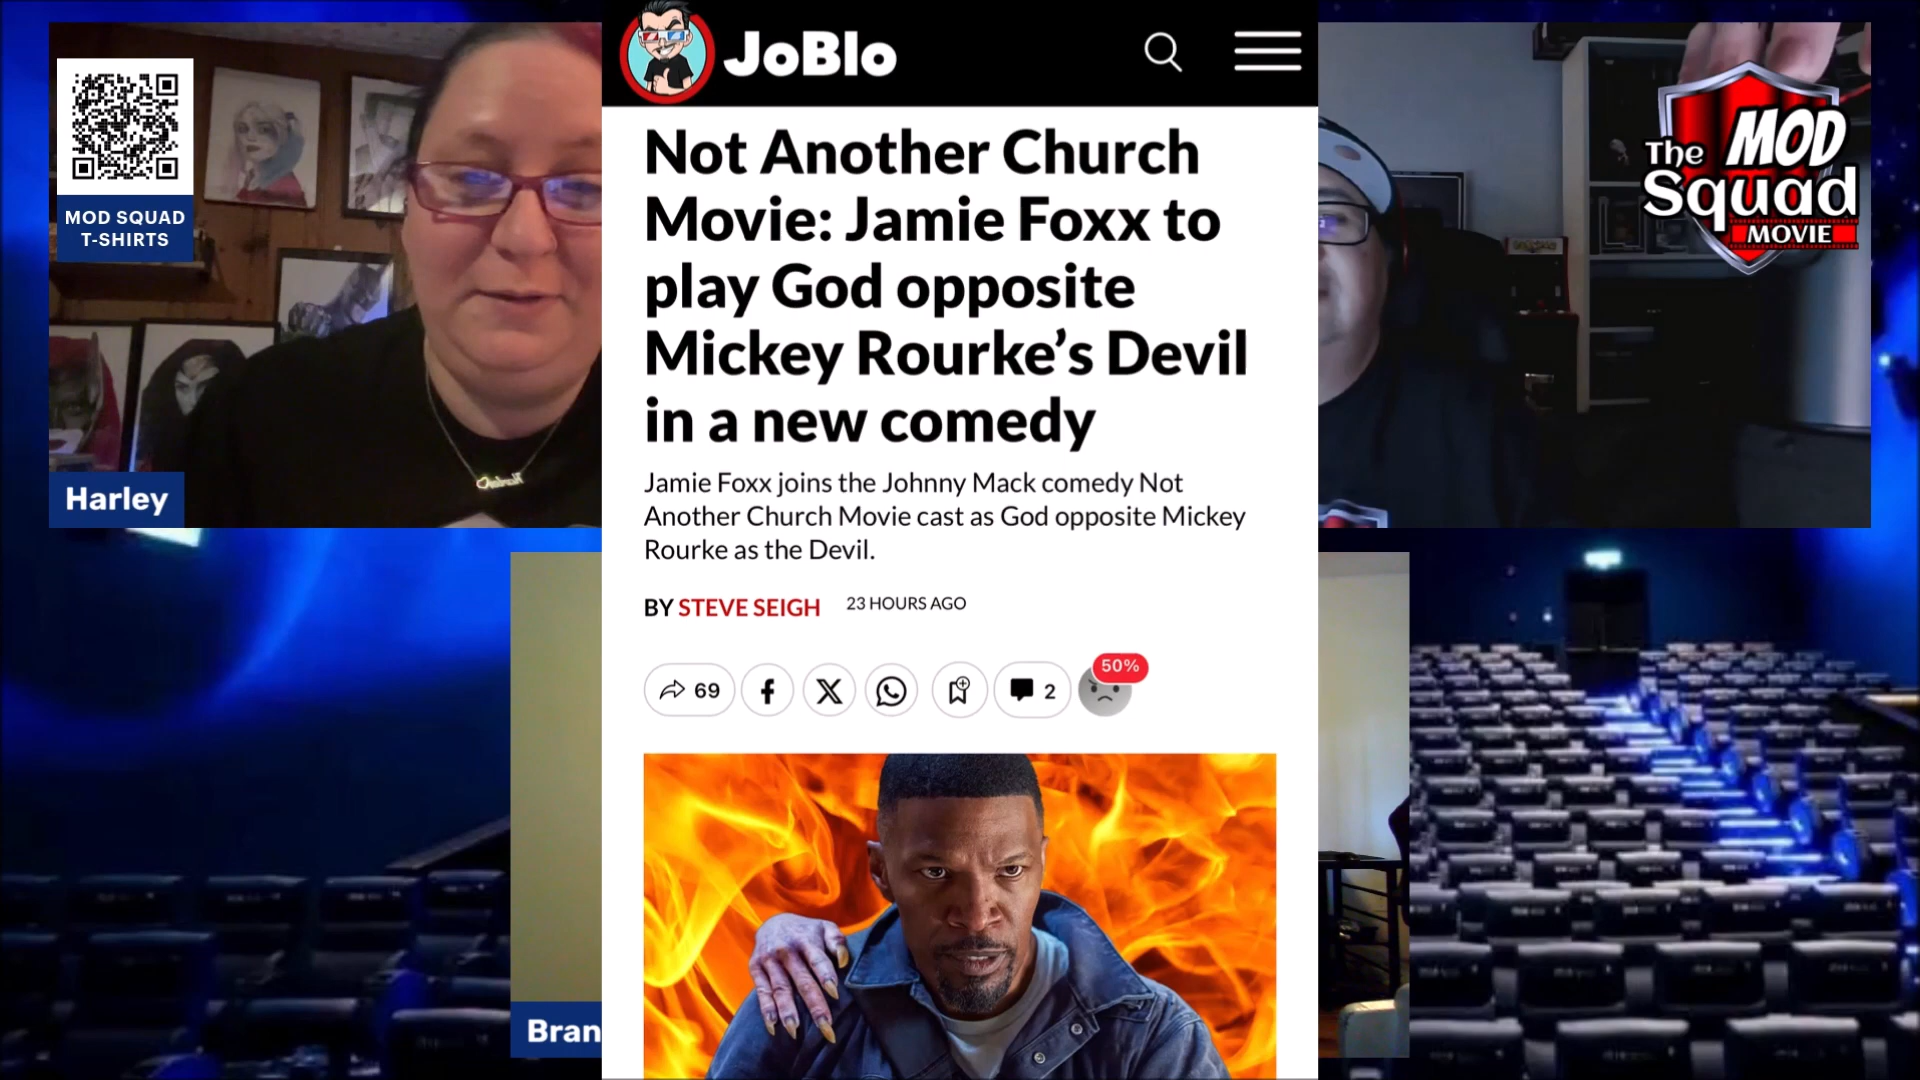 JoBlo
Not Another Church
Movie: Jamie Foxx to
play God opposite
Mickey Rourke’s Devil
in a new comedy
Jamie Foxx joins the Johnny Mack comedy Not
Another Church Movie cast as God opposite Mickey
Rourke as the Devil.
BY STEVE SEIGH 23 HOURS AGO
69
2
50%
MOD SQUAD
T-SHIRTS
Harley
The MOD
Squad
MOVIE
Bran